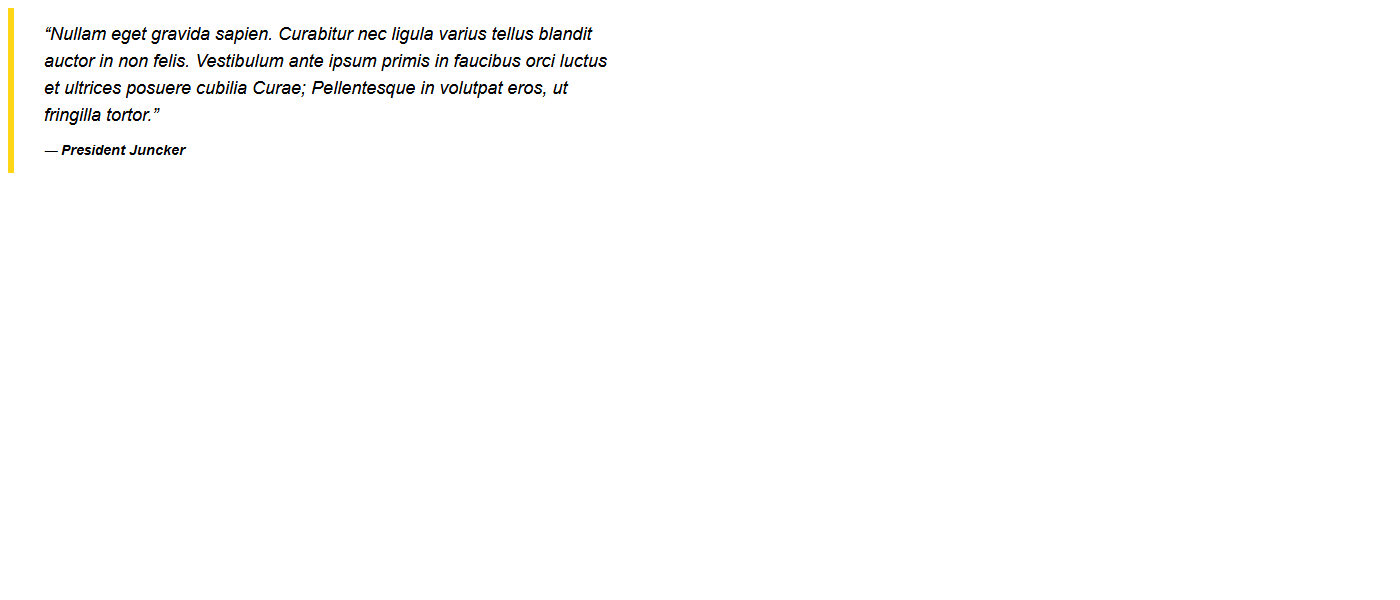 “Nullam eget gravida sapien. Curabitur nec ligula varius tellus blandit
auctor in non felis. Vestibulum ante ipsum primis in faucibus orci luctus
et ultrices posuere cubilia Curae; Pellentesque in volutpat eros, ut
fringilla tortor.”
— President Juncker